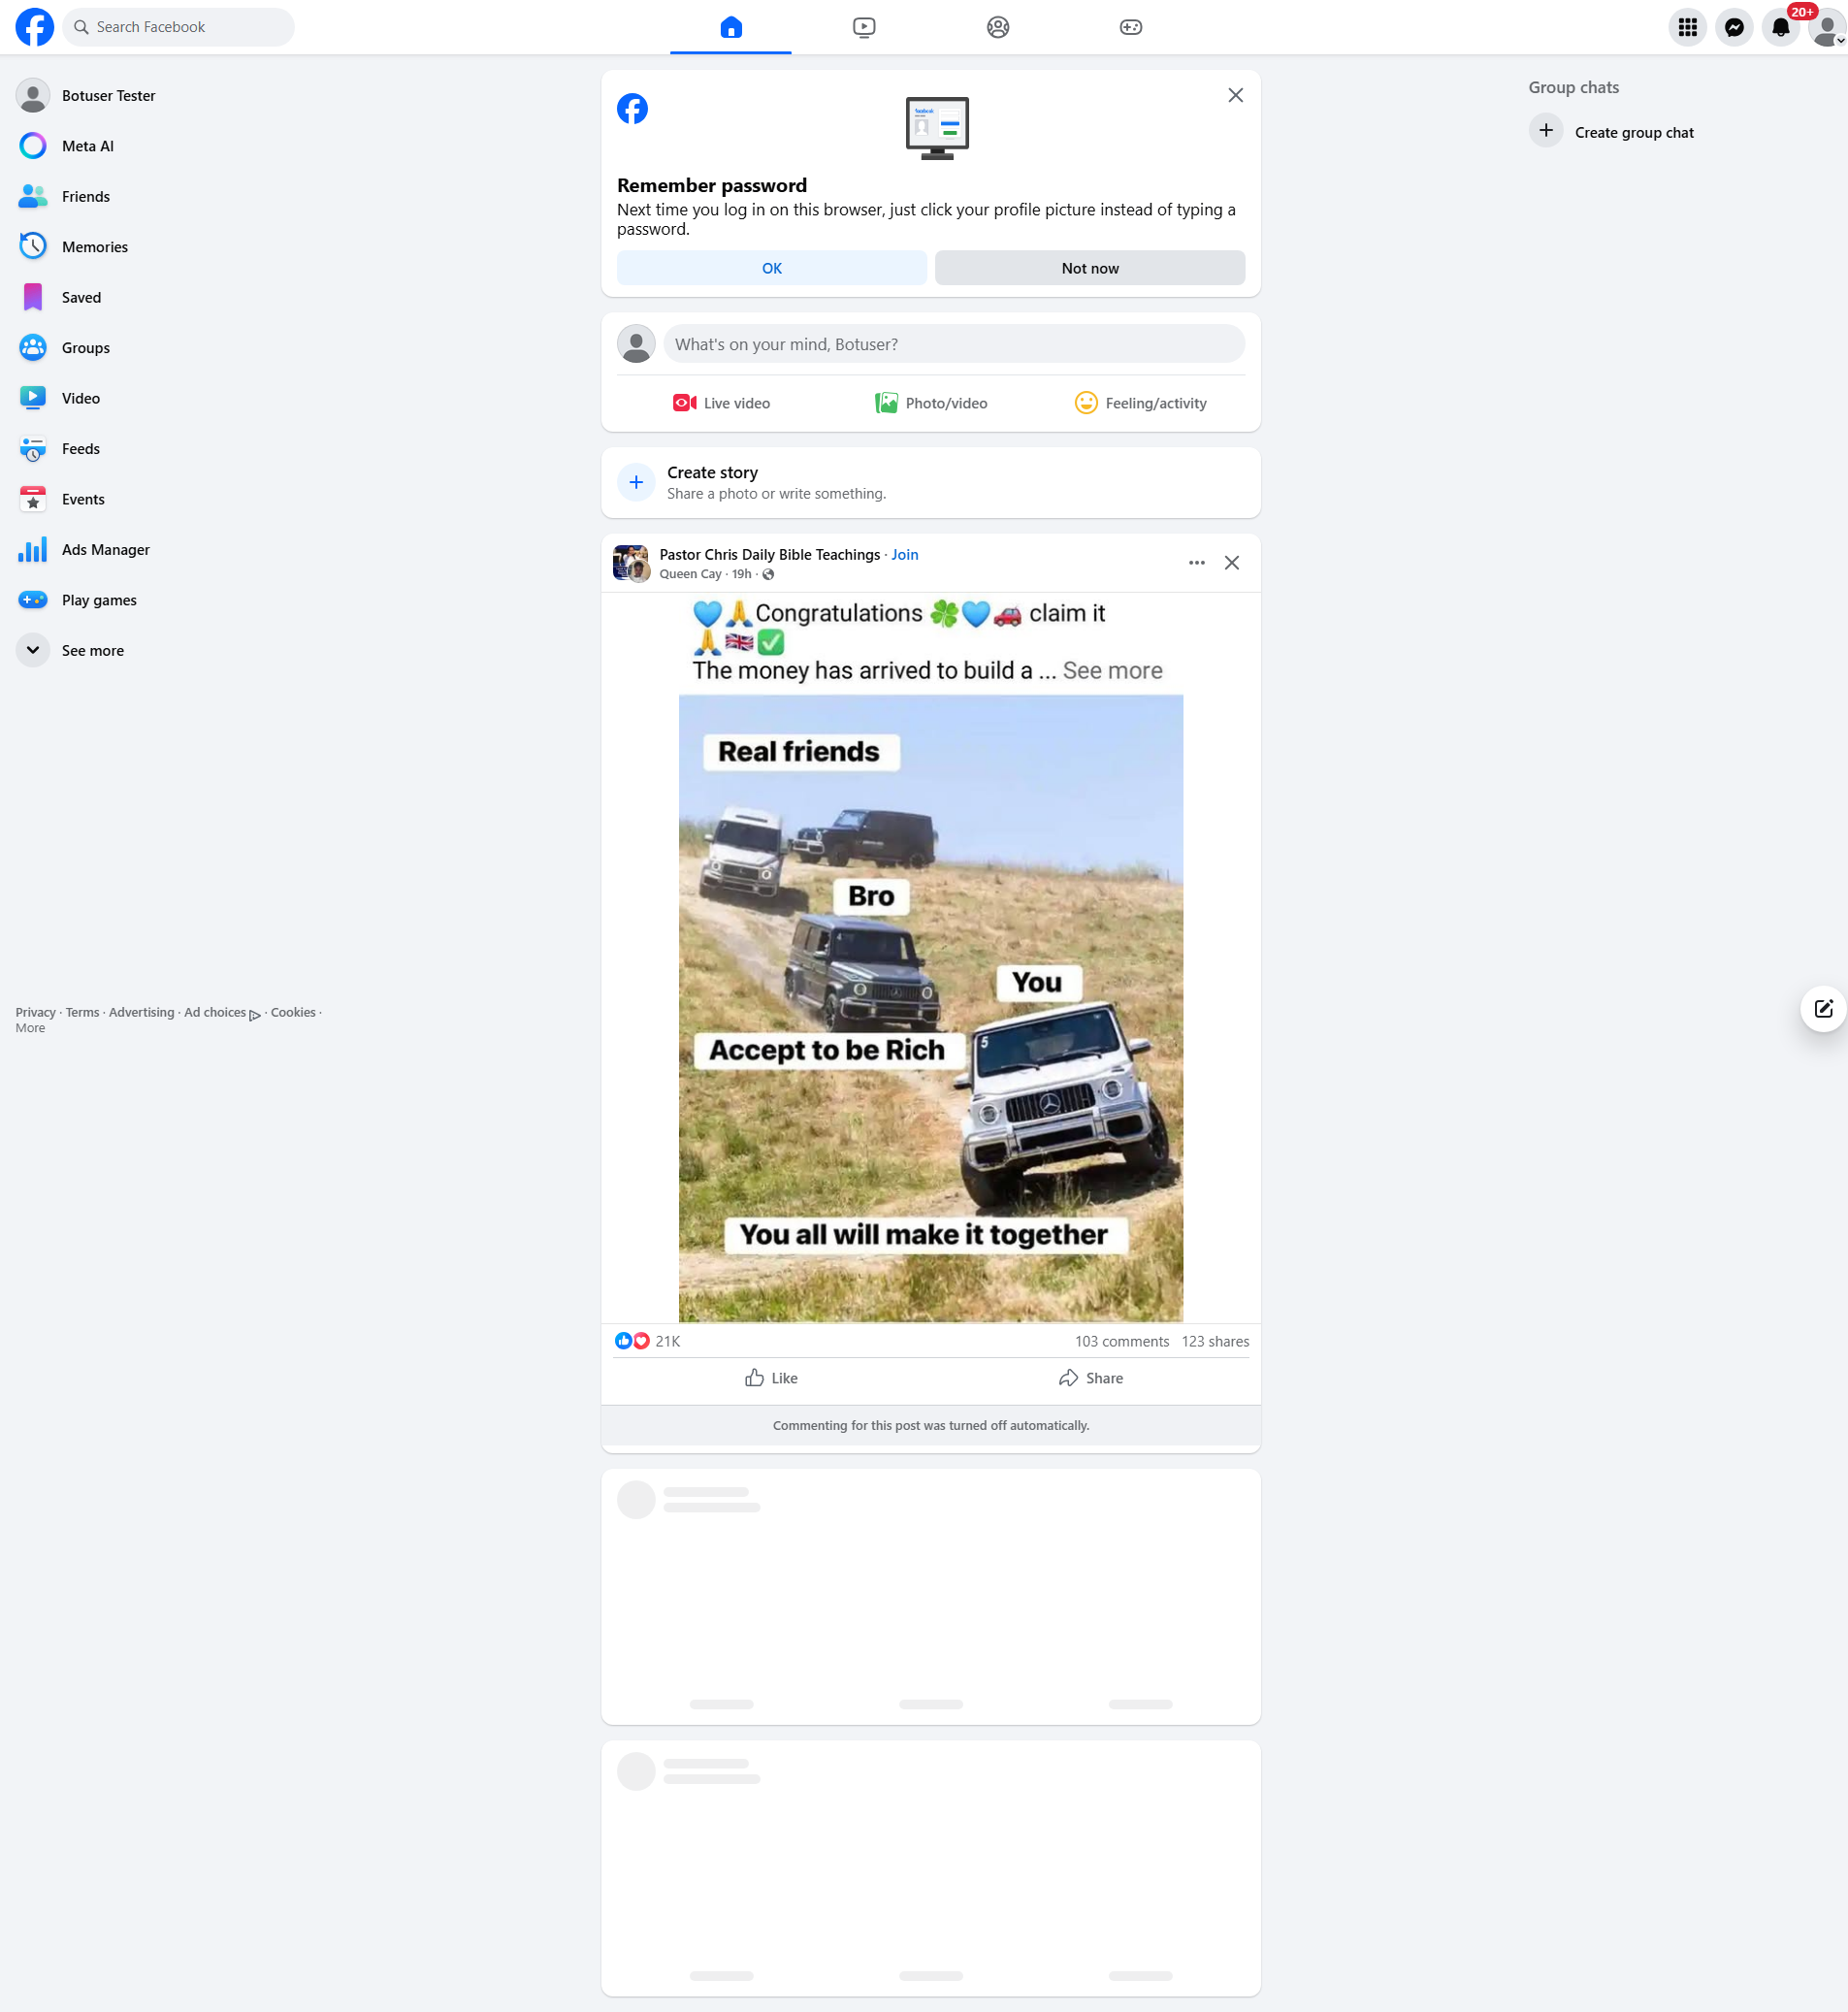 Search Facebook
20+
Botuser Tester
Meta AI
Friends
Memories
Saved
Groups
Video
Feeds
Events
Ads Manager
Play games
See more
Privacy · Terms · Advertising · Ad choices · Cookies ·
More
facebook
Remember password
Next time you log in on this browser, just click your profile picture instead of typing a
password.
OK
Not now
What's on your mind, Botuser?
Live video
Photo/video
Feeling/activity
Create story
Share a photo or write something.
Pastor Chris Daily Bible Teachings · Join
Queen Cay · 19h ·
💙🙏Congratulations 🍀💙🚗 claim it
🙏🇬🇧✅
The money has arrived to build a ... See more
Real friends
Bro
You
5
Accept to be Rich
You all will make it together
21K
103 comments 123 shares
Like
Share
Commenting for this post was turned off automatically.
Group chats
Create group chat